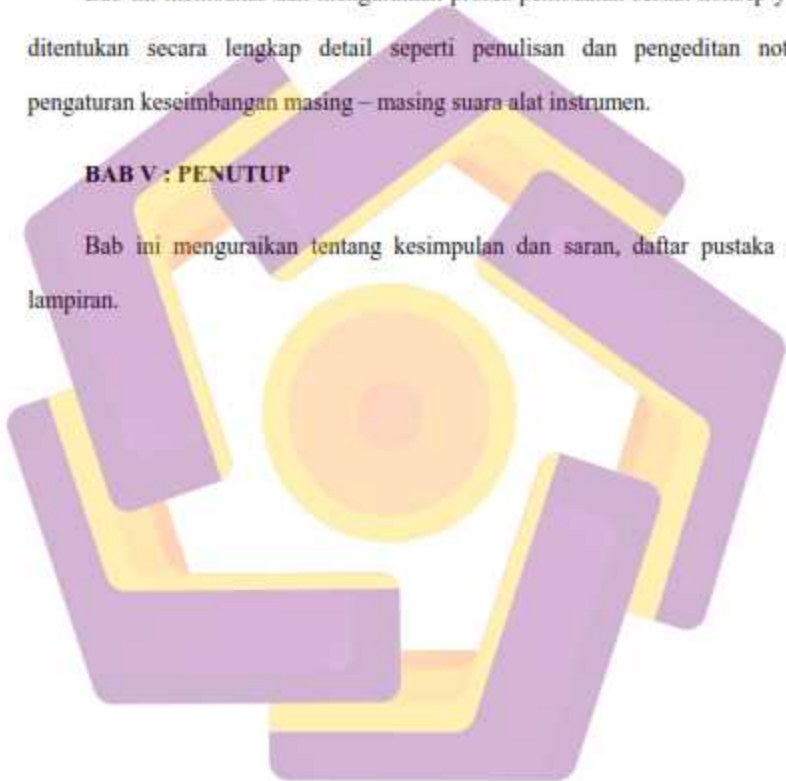 ditentukan secara lengkap detail seperti penulisan dan pengeditan not
pengaturan keseimbangan masing – masing suara alat instrumen.
BAB V : PENUTUP
Bab ini menguraikan tentang kesimpulan dan saran, daftar pustaka
lampiran.